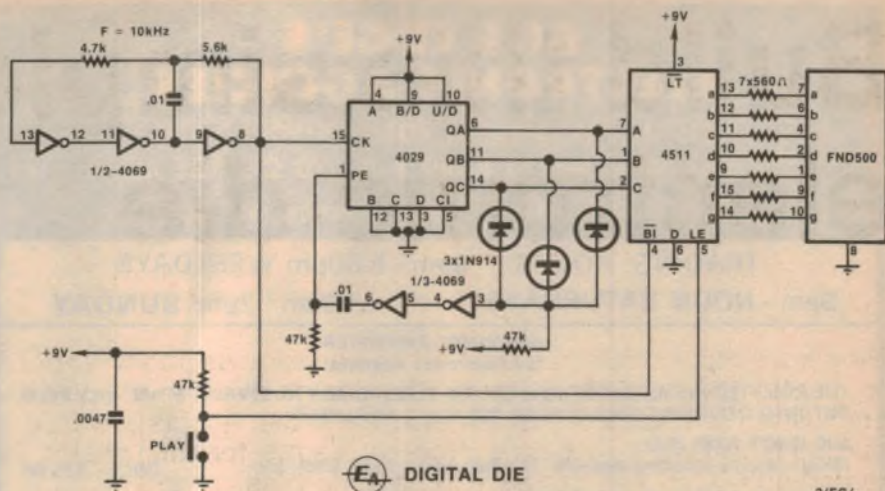 F = 10kHz
4.7k
5.6k
.01
13
12
11
10
9
8
1/2-4069
+9V
4
9
10
A
B/D
U/D
15
CK
1
PE
4029
QA
6
QB
11
QC
14
B
C
D
CI
12
13
3
5
3x1N914
1/3-4069
.01
6
5
4
3
47k
+9V
47k
+9V
3
LT
7
A
1
B
2
C
4511
a
b
c
d
e
f
g
13
12
11
10
9
15
14
7x560Ω
7
6
4
2
1
9
10
a
b
c
d
e
f
g
FND500
8
BI
D
LE
4
6
5
+9V
.0047
47k
PLAY
EA DIGITAL DIE